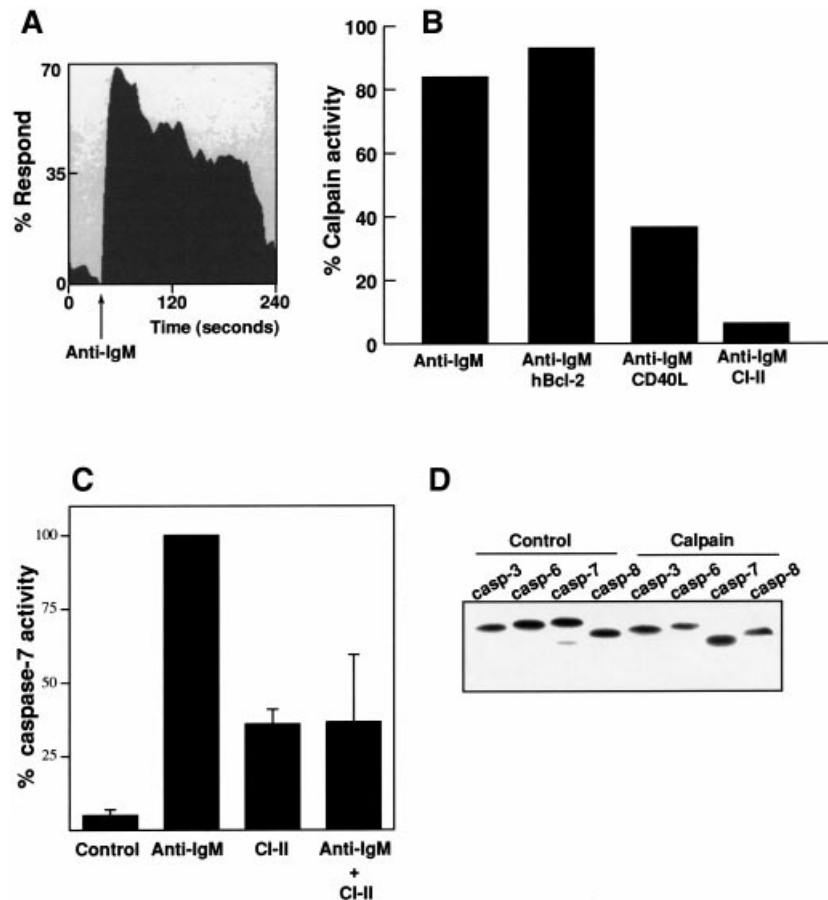 A
% Respond
70
35
0
0 120 240
Time (seconds)
Anti-IgM
B
% Calpain activity
100
80
60
40
20
0
Anti-IgM Anti-IgM Anti-IgM Anti-IgM
hBcl-2 CD40L CI-II
C
% caspase-7 activity
100
75
50
25
Control Anti-IgM CI-II Anti-IgM
+
CI-II
D
Control Calpain
casp-3 casp-6 casp-7 casp-8 casp-3 casp-6 casp-7 casp-8